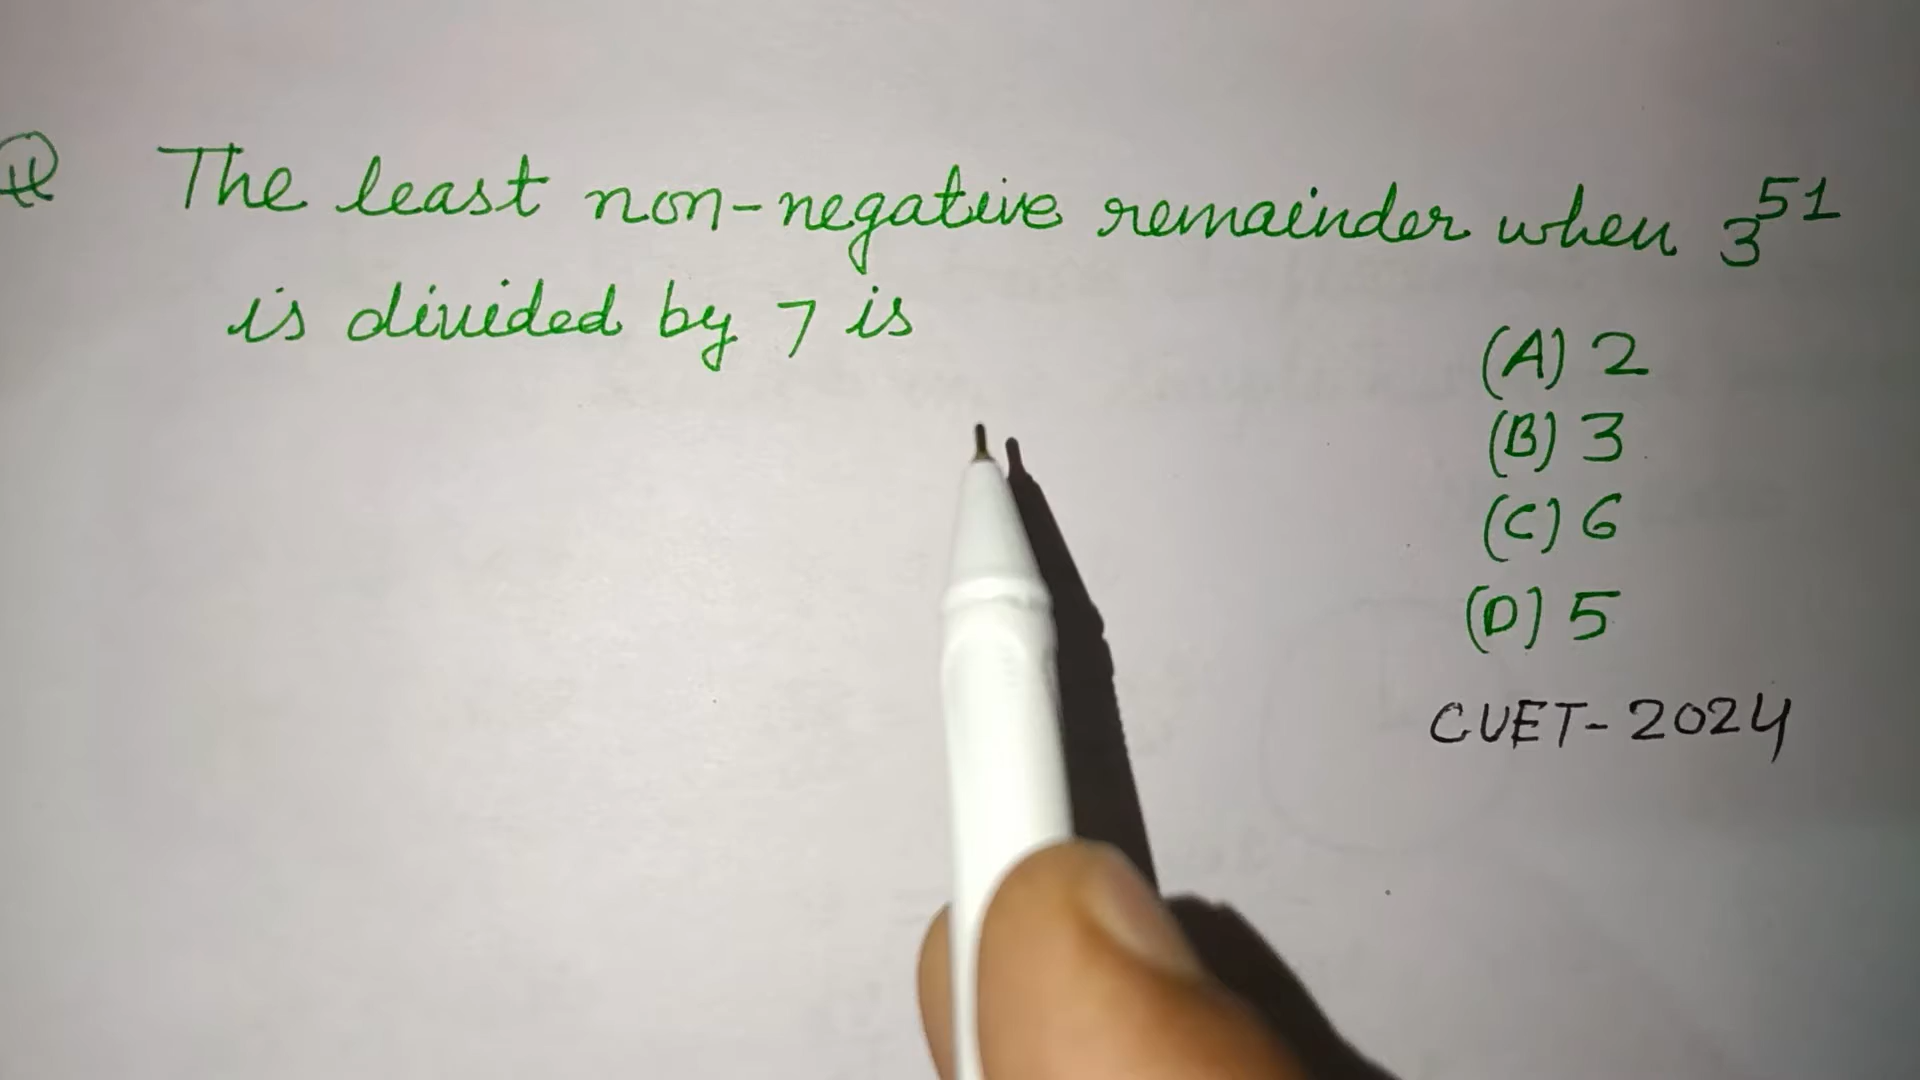 Q The least non-negative remainder when 3^51
is divided by 7 is
(A) 2
(B) 3
(C) 6
(D) 5
CUET-2024